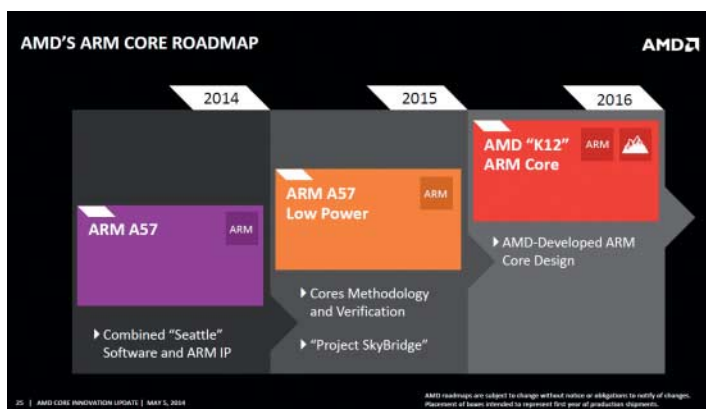 AMD'S ARM CORE ROADMAP
AMD
2014
2015
2016
ARM A57
ARM
Combined "Seattle"
Software and ARM IP
ARM A57
Low Power
ARM
Cores Methodology
and Verification
"Project SkyBridge"
AMD "K12"
ARM Core
ARM
AMD-Developed ARM
Core Design
25 | AMD CORE INNOVATION UPDATE | MAY 5, 2014
AMD roadmaps are subject to change without notice or obligations to notify of changes.
Placement of boxes intended to represent first year of production shipments.